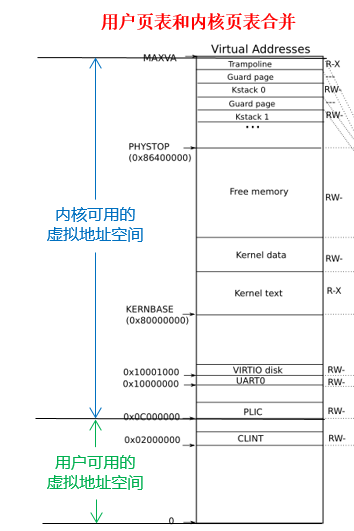 用户页表和内核页表合并
Virtual Addresses
MAXVA
Trampoline R-X
Guard page ---
Kstack 0 RW-
Guard page ---
Kstack 1 RW-
...
PHYSTOP
(0x86400000)
Free memory RW-
内核可用的
虚拟地址空间
Kernel data RW-
Kernel text R-X
KERNBASE
(0x80000000)
0x10001000 VIRTIO disk RW-
0x10000000 UART0 RW-
0x0C000000 PLIC RW-
0x02000000 CLINT RW-
用户可用的
虚拟地址空间
0